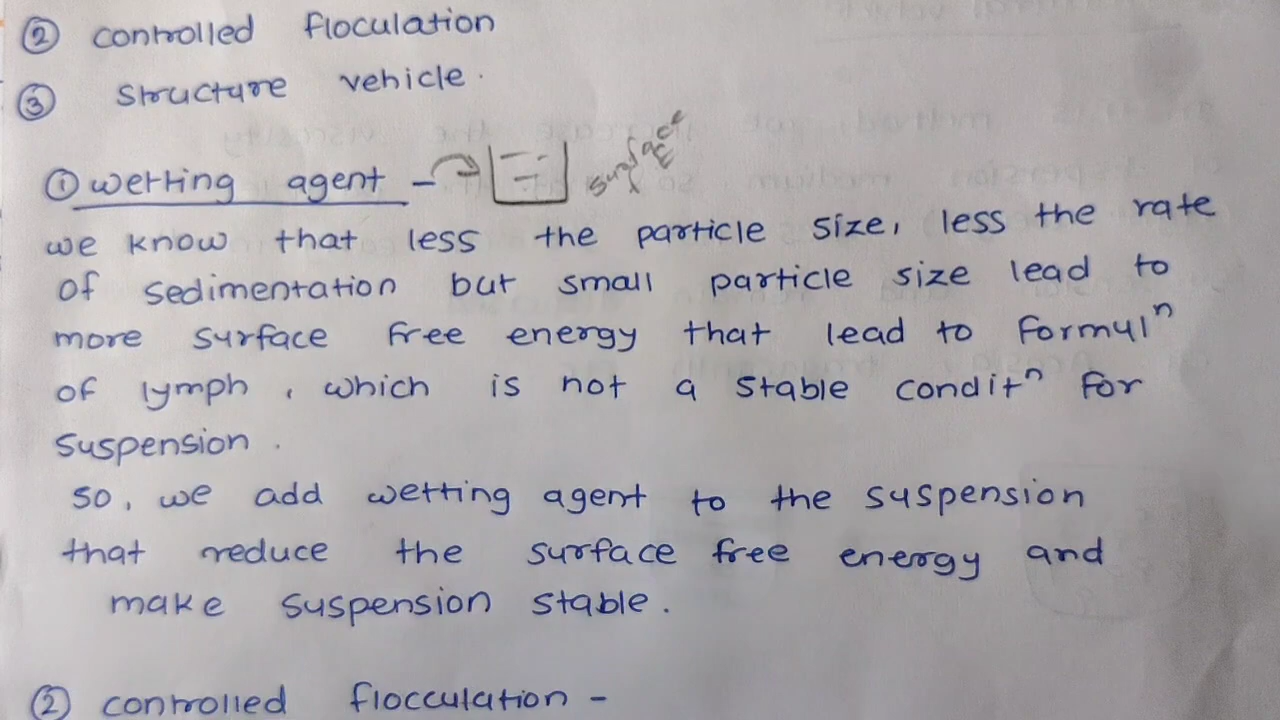 ② controlled floculation
③ structure vehicle.
① wetting agent - surface E
we know that less the particle size, less the rate
of sedimentation but small particle size lead to
more surface free energy that lead to formulⁿ
of lymph, which is not a stable conditⁿ for
suspension.
so, we add wetting agent to the suspension
that reduce the surface free energy and
make suspension stable.
② controlled flocculation -